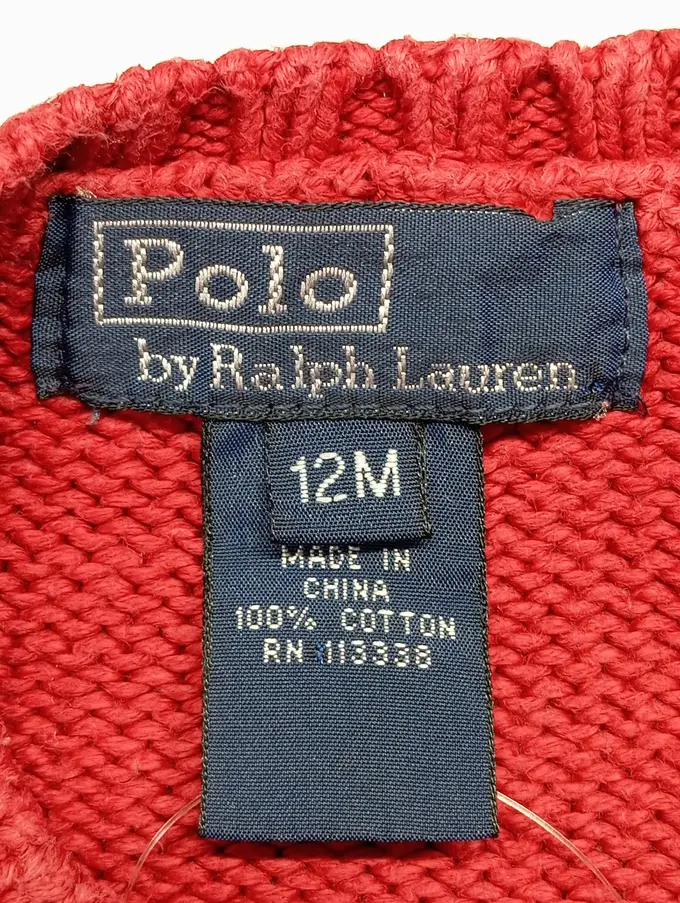 Polo
by Ralph Lauren
12M
MADE IN
CHINA
100% COTTON
RN 113338